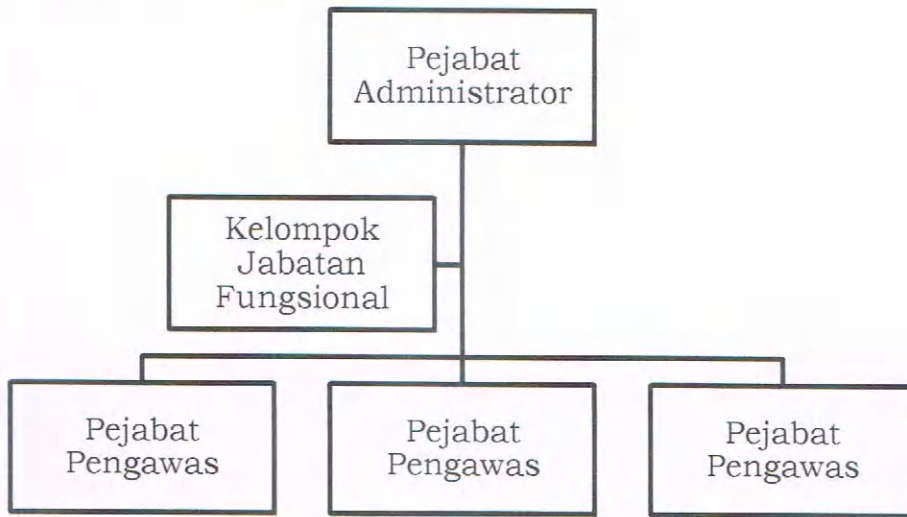 Pejabat
Administrator
Kelompok
Jabatan
Fungsional
Pejabat
Pengawas
Pejabat
Pengawas
Pejabat
Pengawas